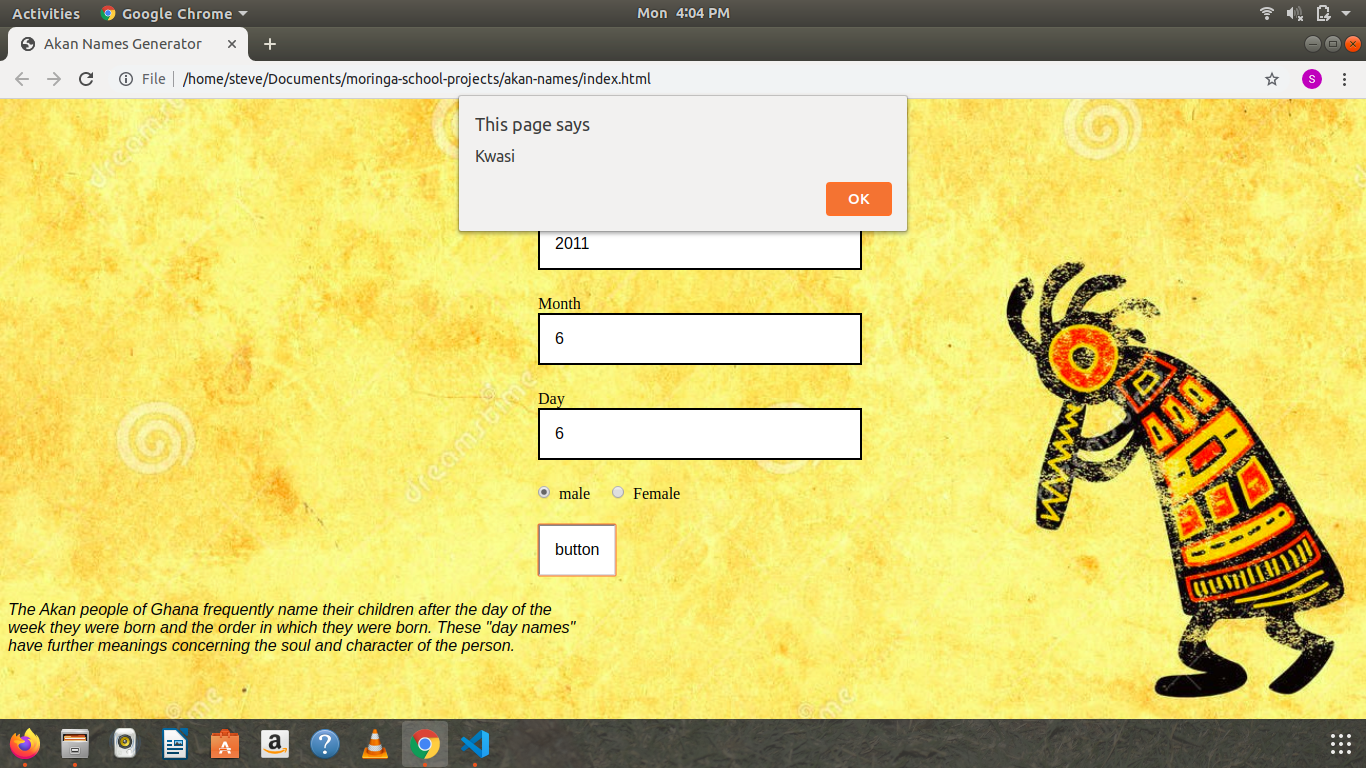 Activities Google Chrome Mon 4:04 PM
Akan Names Generator
File /home/steve/Documents/moringa-school-projects/akan-names/index.html S
This page says
Kwasi
OK
2011
Month
6
Day
6
male Female
button
The Akan people of Ghana frequently name their children after the day of the
week they were born and the order in which they were born. These "day names"
have further meanings concerning the soul and character of the person.